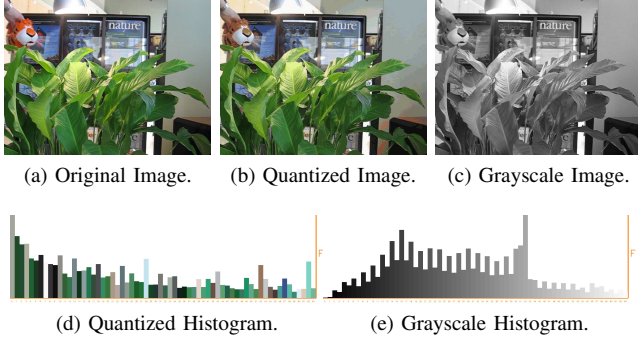 nature
nature
nature
(a) Original Image.
(b) Quantized Image.
(c) Grayscale Image.
F
F
(d) Quantized Histogram.
(e) Grayscale Histogram.